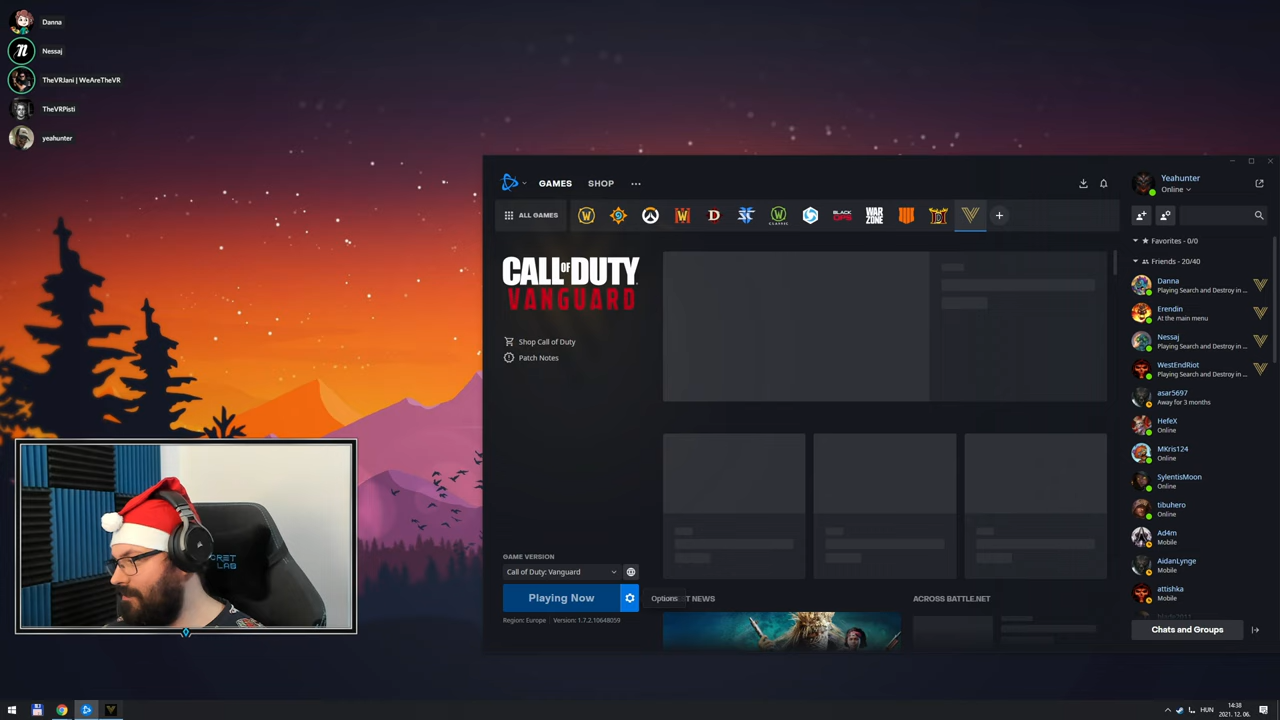 Danna
Nessaj
TheVRJani | WeAreTheVR
TheVRPisti
yeahunter
GAMES
SHOP
Yeahunter
Online
ALL GAMES
CLASSIC
BLACK OPS
WAR ZONE
Favorites - 0/0
Friends - 20/40
CALL OF DUTY
VANGUARD
Shop Call of Duty
Patch Notes
Danna
Playing Search and Destroy in ...
Erendin
At the main menu
Nessaj
Playing Search and Destroy in ...
WestEndRiot
Playing Search and Destroy in ...
asar5697
Away for 3 months
HefeX
Online
MKris124
Online
SylentisMoon
Online
tibuhero
Online
Ad4m
Mobile
AidanLynge
Mobile
attishka
Mobile
CRET
LAB
GAME VERSION
Call of Duty: Vanguard
Playing Now
Options
T NEWS
ACROSS BATTLE.NET
Region: Europe
Version: 1.7.2.10648059
Chats and Groups
HUN
14:38
2021. 12. 06.